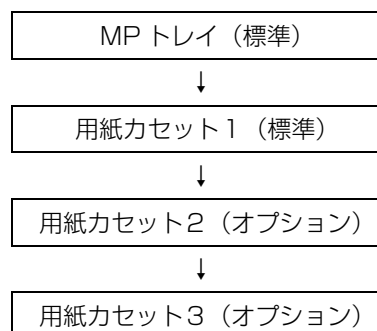 MP トレイ（標準）
↓
用紙カセット１（標準）
↓
用紙カセット２（オプション）
↓
用紙カセット３（オプション）